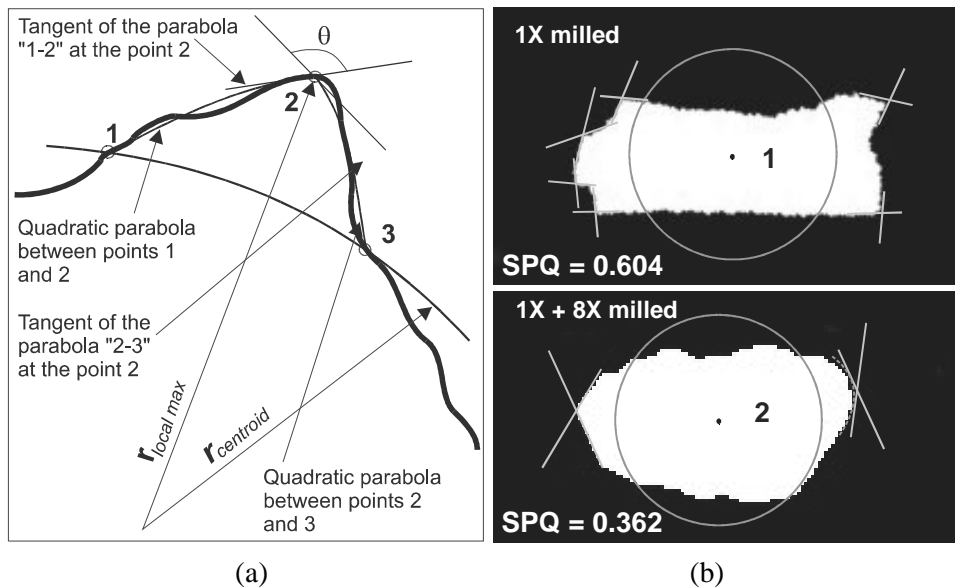 Tangent of the
parabola
"1-2" at the point 2
θ
2
1
3
Quadratic parabola
between points 1
and 2
Tangent of the
parabola "2-3"
at the point 2
r local max
r centroid
Quadratic parabola
between points 2
and 3
(a)
1X milled
1
SPQ = 0.604
1X + 8X milled
2
SPQ = 0.362
(b)